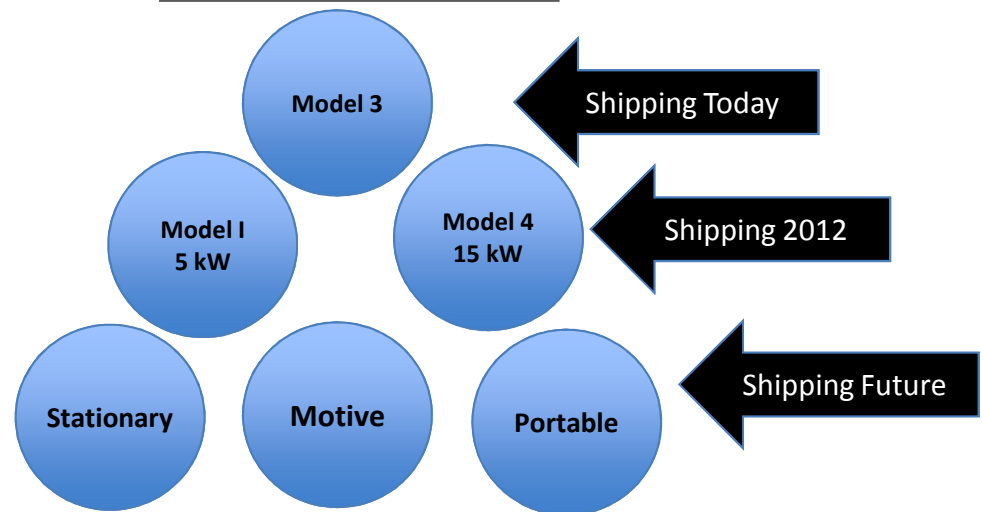 Model 3
Shipping Today
Model I
5 kW
Model 4
15 kW
Shipping 2012
Stationary
Motive
Portable
Shipping Future